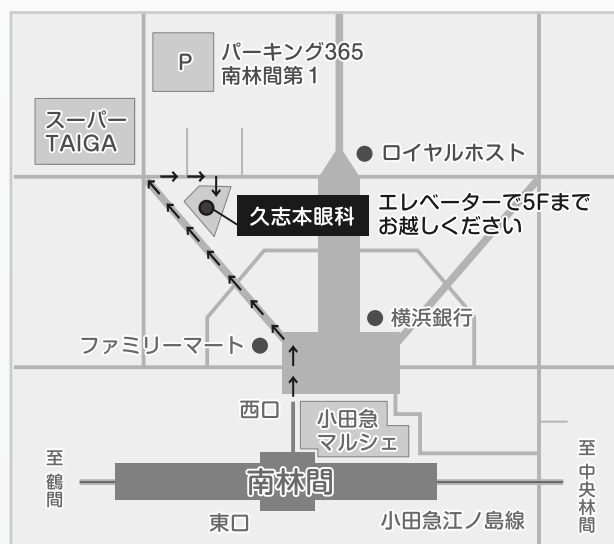 P
パーキング365
南林間第1
スーパー
TAIGA
ロイヤルホスト
久志本眼科
エレベーターで5Fまで
お越しください
横浜銀行
ファミリーマート
西口
小田急
マルシェ
至鶴間
南林間
至中央林間
東口
小田急江ノ島線